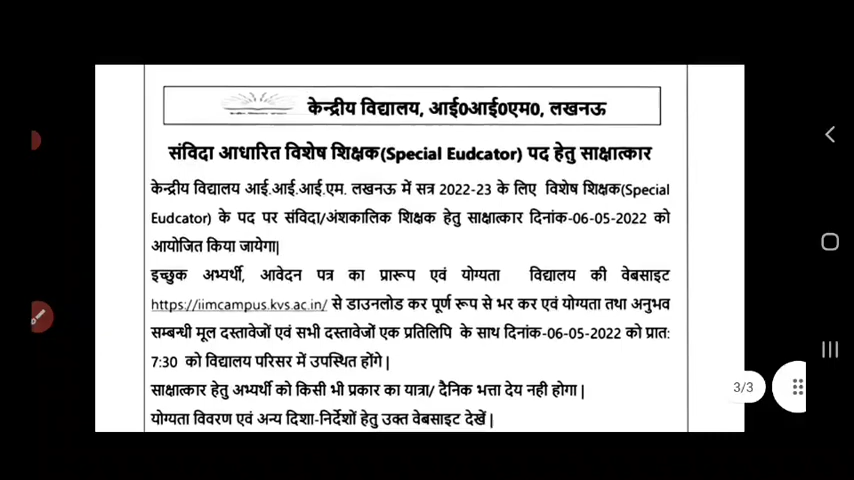 केन्द्रीय विद्यालय, आई0आई0एम0, लखनऊ
संविदा आधारित विशेष शिक्षक(Special Eudcator) पद हेतु साक्षात्कार
केन्द्रीय विद्यालय आई.आई.आई.एम. लखनऊ में सत्र 2022-23 के लिए विशेष शिक्षक(Special
Eudcator) के पद पर संविदा/अंशकालिक शिक्षक हेतु साक्षात्कार दिनांक-06-05-2022 को
आयोजित किया जायेगा|
इच्छुक अभ्यर्थी, आवेदन पत्र का प्रारूप एवं योग्यता विद्यालय की वेबसाइट
https://iimcampus.kvs.ac.in/ से डाउनलोड कर पूर्ण रूप से भर कर एवं योग्यता तथा अनुभव
सम्बन्धी मूल दस्तावेजों एवं सभी दस्तावेजों एक प्रतिलिपि के साथ दिनांक-06-05-2022 को प्रात:
7:30 को विद्यालय परिसर में उपस्थित होंगे|
साक्षात्कार हेतु अभ्यर्थी को किसी भी प्रकार का यात्रा/ दैनिक भत्ता देय नही होगा|
3/3
योग्यता विवरण एवं अन्य दिशा-निर्देशों हेतु उक्त वेबसाइट देखें|